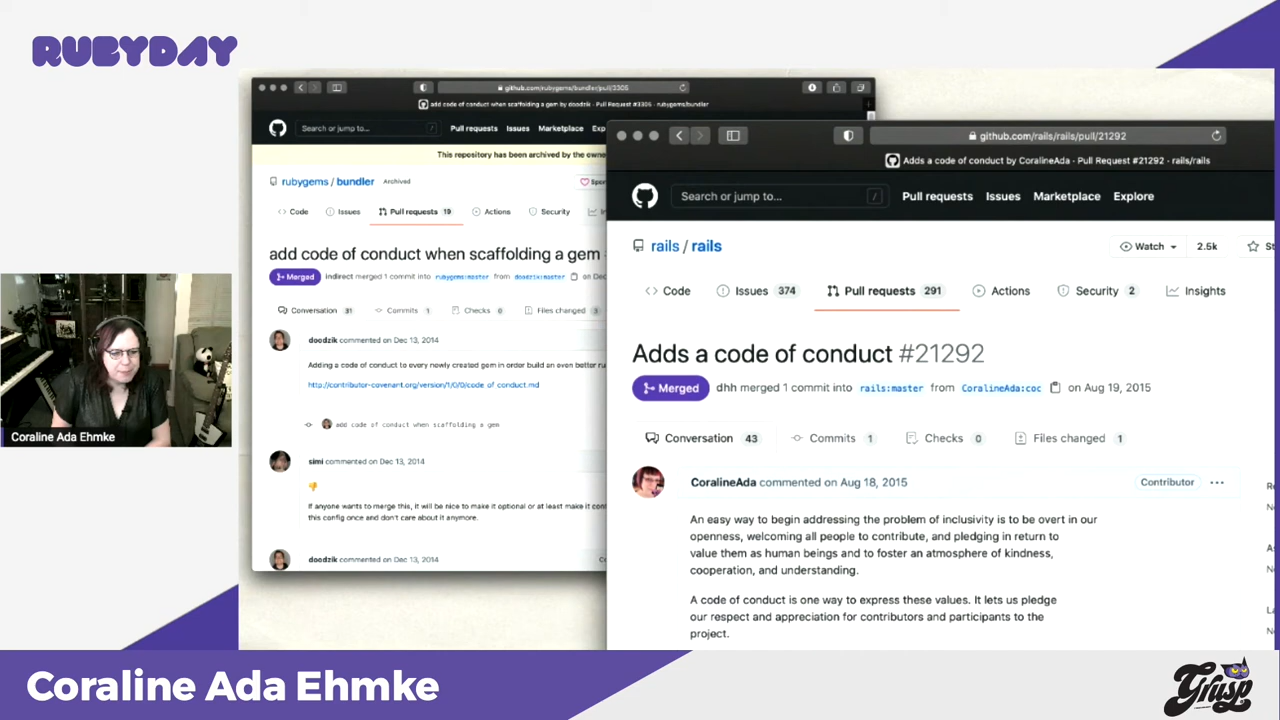 RUBYDAY
github.com/rubygems/bundler/pull/3305
add code of conduct when scaffolding a gem by doodzik · Pull Request #3305 · rubygems/bundler
Search or jump to... /
Pull requests Issues Marketplace Exp
This repository has been archived by the owne
rubygems / bundler Archived
Spon
Code Issues Pull requests 19 Actions Security
add code of conduct when scaffolding a gem
Merged indirect merged 1 commit into rubygems:master from doodzik:master on Dec
Conversation 31 Commits 1 Checks 0 Files changed 3
doodzik commented on Dec 13, 2014
Adding a code of conduct to every newly created gem in order build an oven better ru
http://contributor-covenant.org/version/1/0/0/code_of_conduct.md
add code of conduct when scaffolding a gem
simi commented on Dec 13, 2014
👎
If anyone wants to merge this, it will be nice to make it optional or at least make it con
this config once and don't care about it anymore.
doodzik commented on Dec 13, 2014
github.com/rails/rails/pull/21292
Adds a code of conduct by CoralineAda · Pull Request #21292 · rails/rails
Search or jump to... /
Pull requests Issues Marketplace Explore
rails / rails
Watch 2.5k St
Code Issues 374 Pull requests 291 Actions Security 2 Insights
Adds a code of conduct #21292
Merged dhh merged 1 commit into rails:master from CoralineAda:coc on Aug 19, 2015
Conversation 43 Commits 1 Checks 0 Files changed 1
CoralineAda commented on Aug 18, 2015 Contributor ...
An easy way to begin addressing the problem of inclusivity is to be overt in our
openness, welcoming all people to contribute, and pledging in return to
value them as human beings and to foster an atmosphere of kindness,
cooperation, and understanding.
A code of conduct is one way to express these values. It lets us pledge
our respect and appreciation for contributors and participants to the
project.
Coraline Ada Ehmke
Coraline Ada Ehmke
Grusp